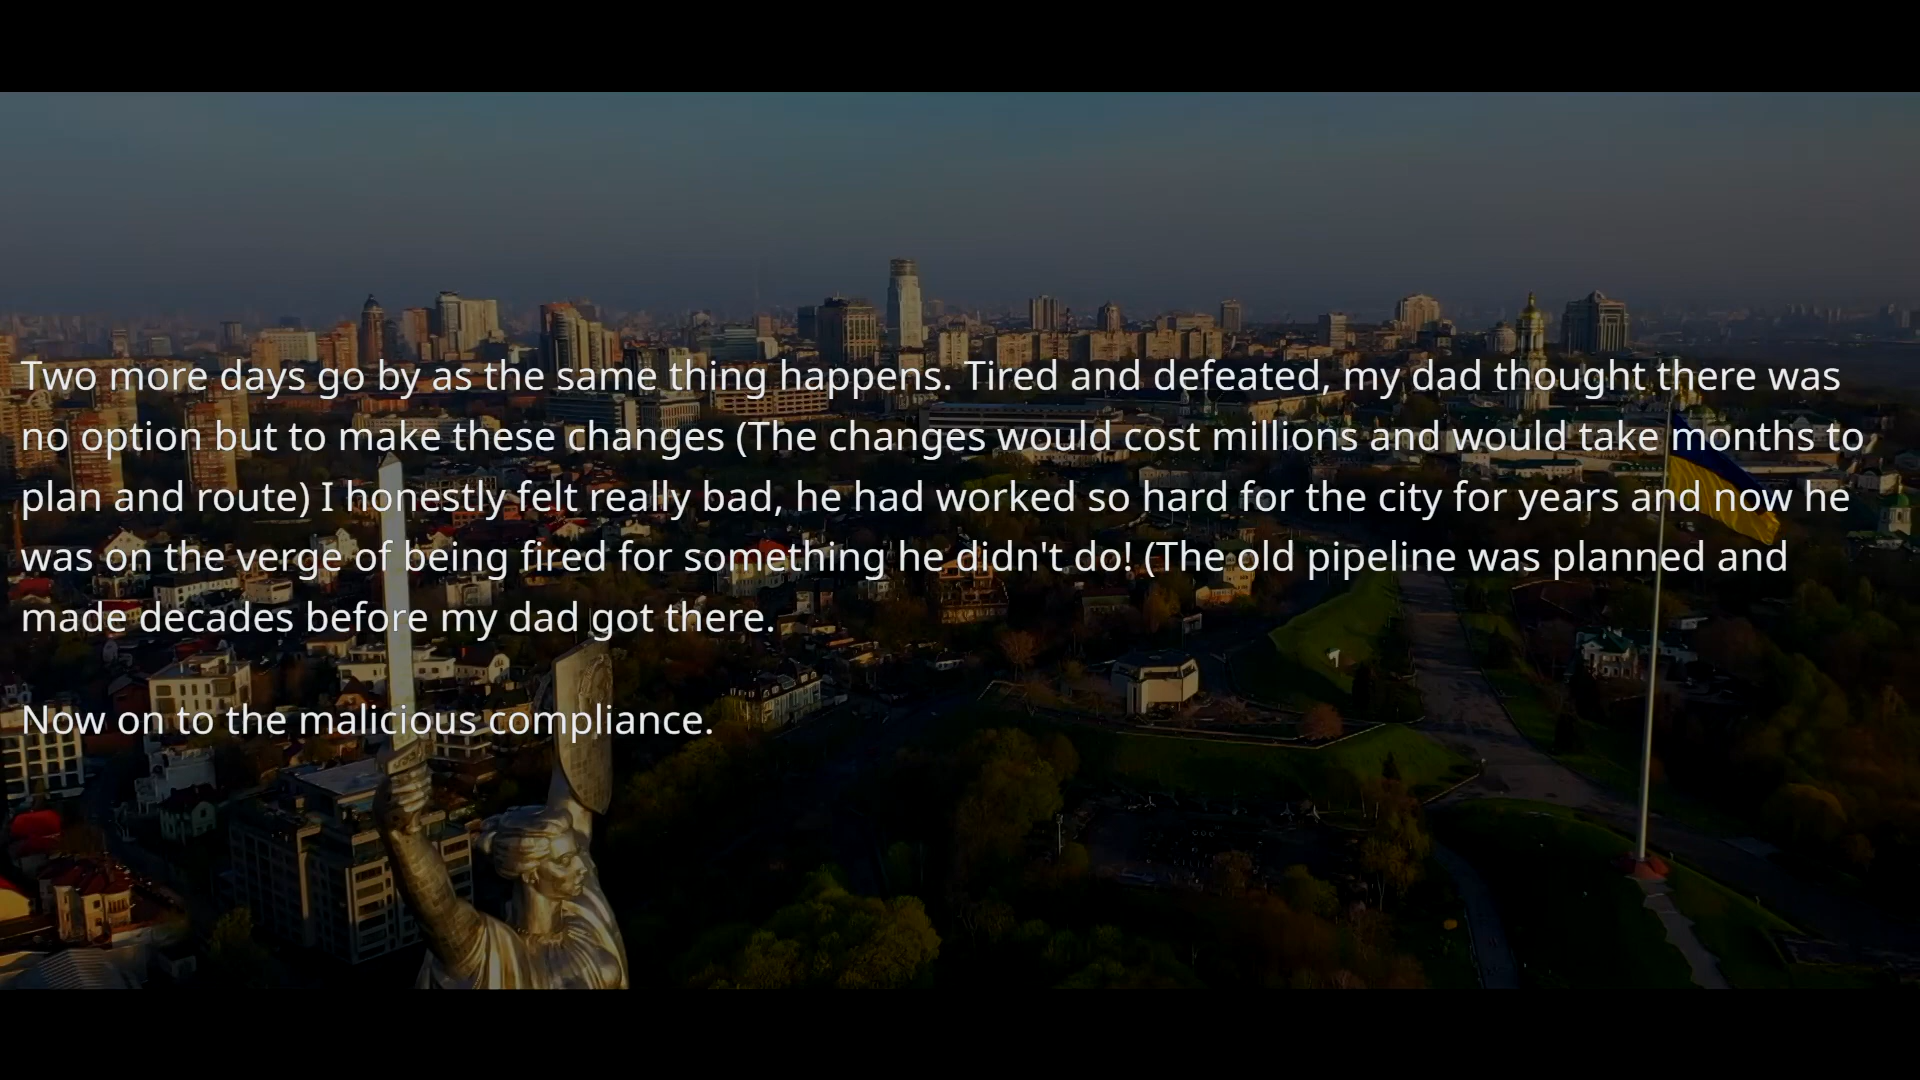 Two more days go by as the same thing happens. Tired and defeated, my dad thought there was
no option but to make these changes (The changes would cost millions and would take months to
plan and route) I honestly felt really bad, he had worked so hard for the city for years and now he
was on the verge of being fired for something he didn't do! (The old pipeline was planned and
made decades before my dad got there.
Now on to the malicious compliance.